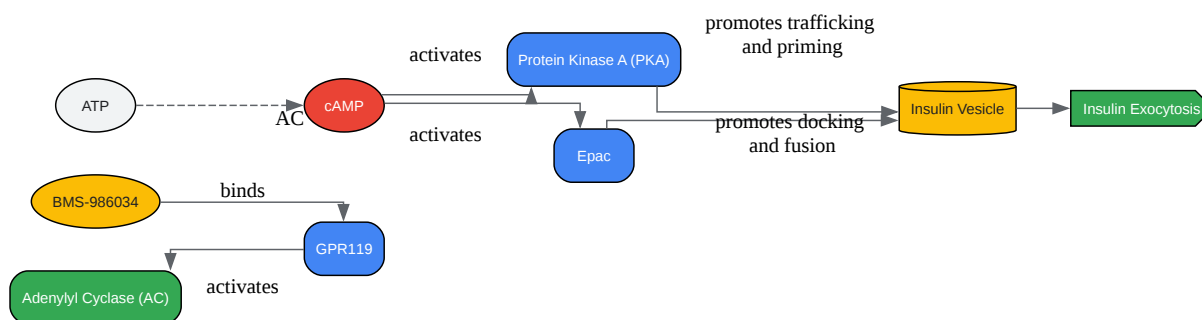 promotes trafficking
and priming
activates
Protein Kinase A (PKA)
ATP
cAMP
AC
Insulin Vesicle
Insulin Exocytosis
activates
promotes docking
and fusion
Epac
BMS-986034
binds
GPR119
activates
Adenylyl Cyclase (AC)